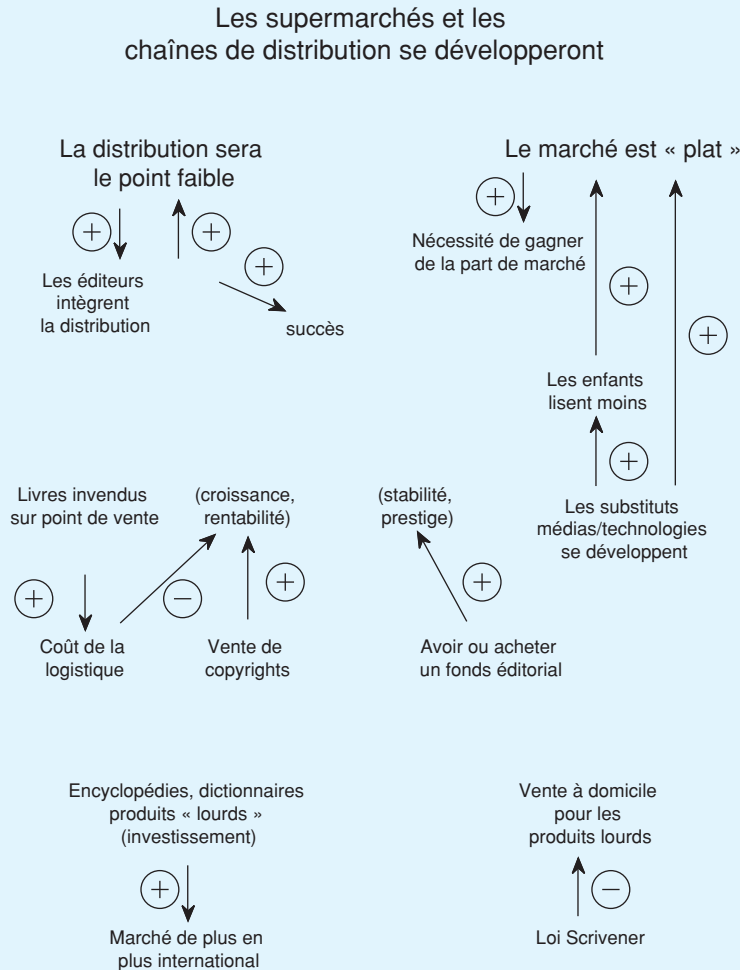 Les supermarchés et les
chaînes de distribution se développeront
La distribution sera
le point faible
Le marché est « plat »
+
+
+
+
Nécessité de gagner
de la part de marché
Les éditeurs
intègrent
la distribution
succès
+
+
Les enfants
lisent moins
+
Livres invendus
sur point de vente
(croissance,
rentabilité)
(stabilité,
prestige)
Les substituts
médias/technologies
se développent
+
−
+
+
Coût de la
logistique
Vente de
copyrights
Avoir ou acheter
un fonds éditorial
Encyclopédies, dictionnaires
produits « lourds »
(investissement)
Vente à domicile
pour les
produits lourds
+
−
Marché de plus en
plus international
Loi Scrivener